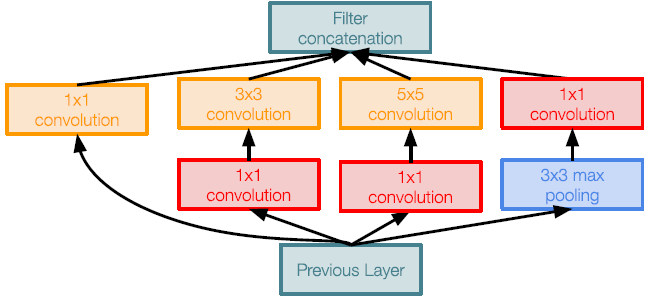 Filter
concatenation
1x1
convolution
3x3
convolution
5x5
convolution
1x1
convolution
1x1
convolution
1x1
convolution
3x3 max
pooling
Previous Layer